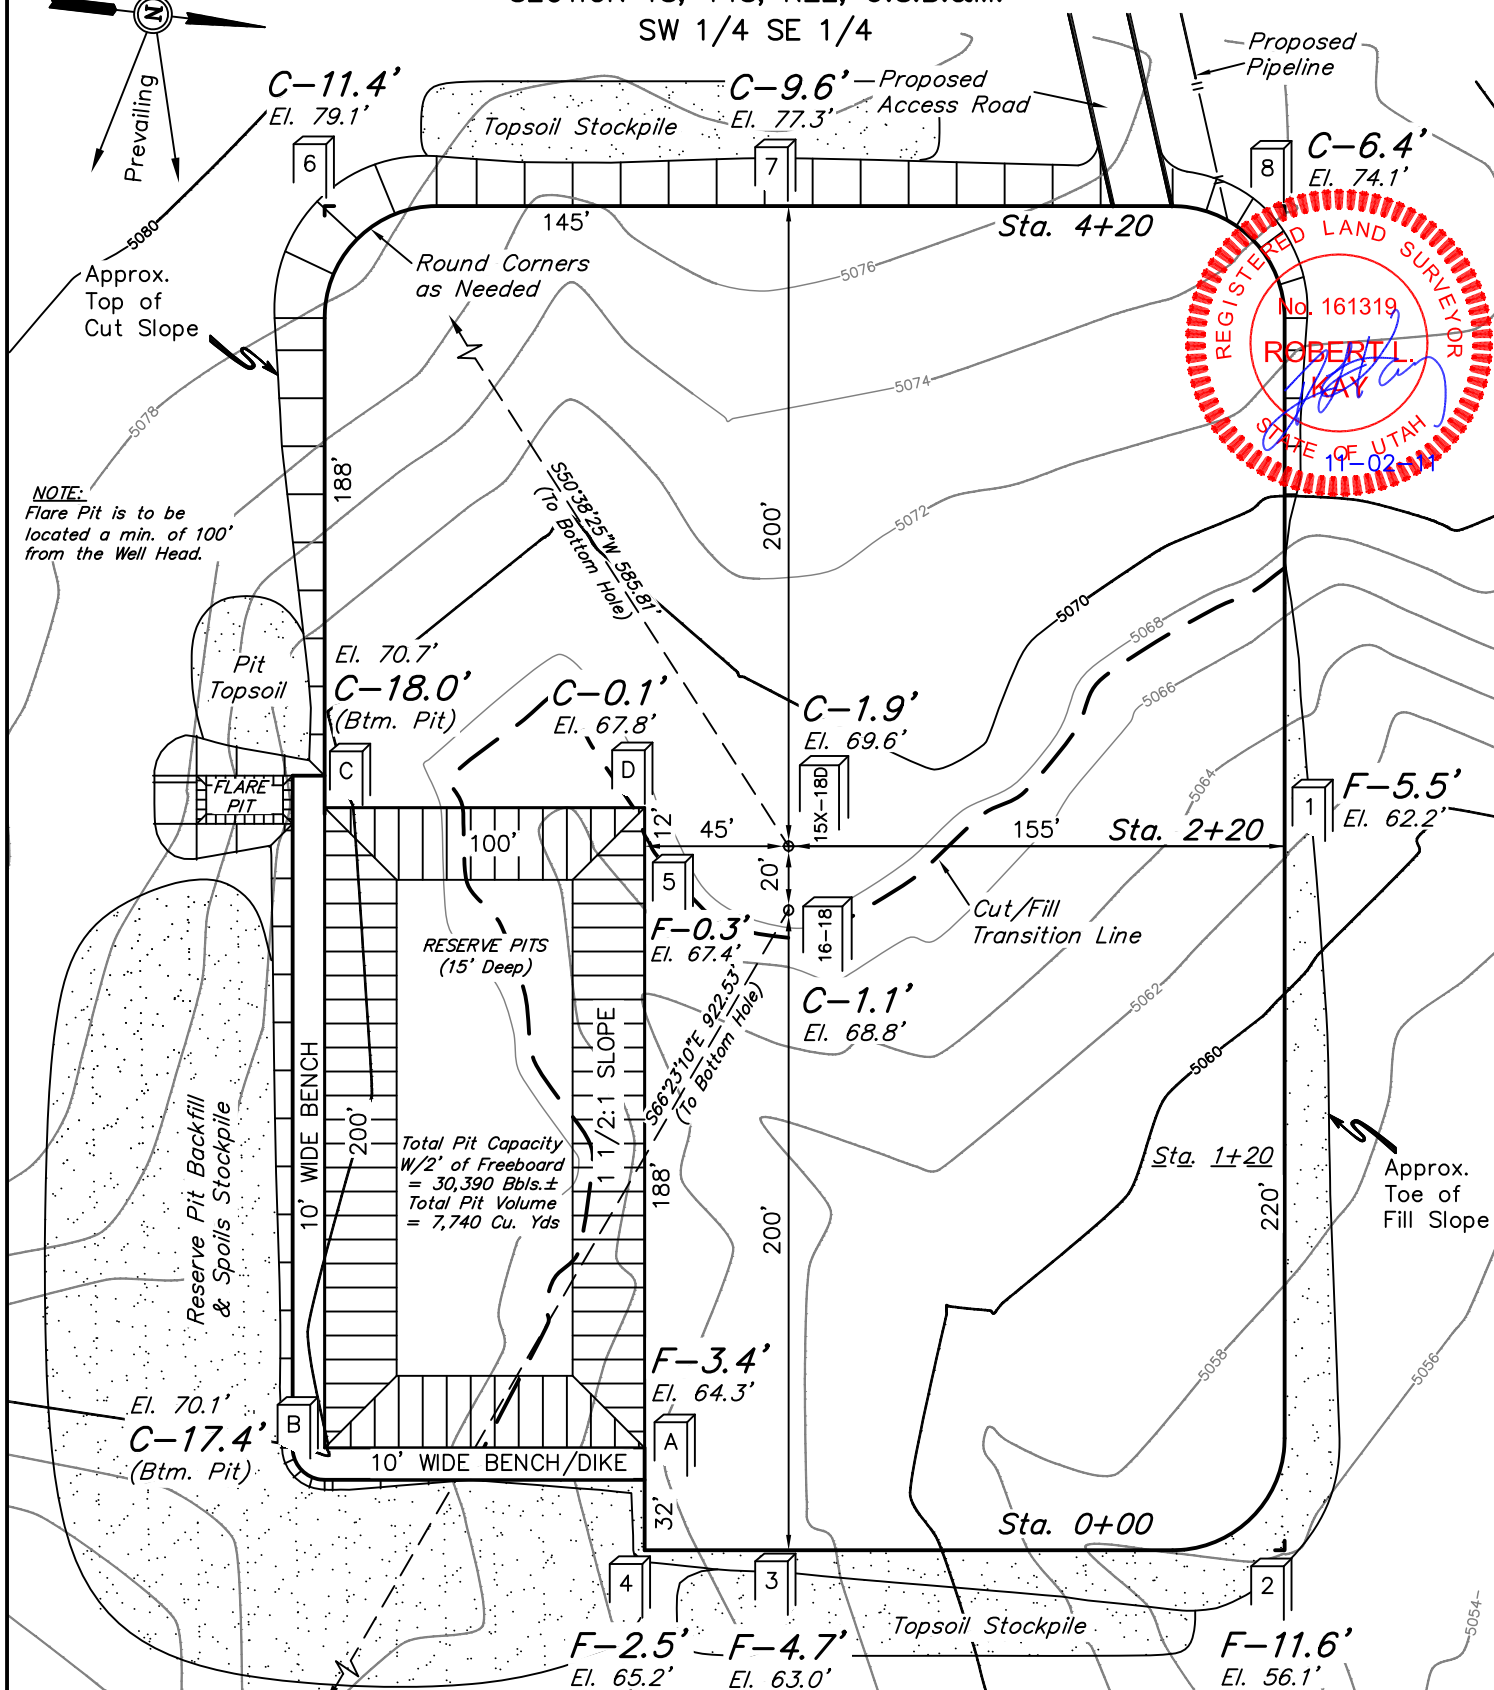 SW 1/4 SE 1/4
N
Prevailing
C-11.4'
El. 79.1'
6
Topsoil Stockpile
C-9.6'
El. 77.3'
7
Proposed
Access Road
Proposed
Pipeline
8
C-6.4'
El. 74.1'
5080
145'
Sta. 4+20
Approx.
Top of
Cut Slope
Round Corners
as Needed
5076
REGISTERED LAND SURVEYOR
No. 161319
ROBERT L.
KAY
STATE OF UTAH
11-02-11
5078
5074
188'
NOTE:
Flare Pit is to be
located a min. of 100'
from the Well Head.
S50°38'25"W 585.81'
(To Bottom Hole)
200'
5072
5070
5068
5066
Pit
Topsoil
El. 70.7'
C-18.0'
(Btm. Pit)
C-0.1'
El. 67.8'
C-1.9'
El. 69.6'
5064
C
D
15X-18D
1
F-5.5'
El. 62.2'
FLARE
PIT
100'
12'
45'
155'
Sta. 2+20
5
20'
16-18
Cut/Fill
Transition Line
F-0.3'
El. 67.4'
RESERVE PITS
(15' Deep)
C-1.1'
El. 68.8'
5062
S66°23'10"E 922.53'
(To Bottom Hole)
1 1/2:1 SLOPE
10' WIDE BENCH
200'
5060
Reserve Pit Backfill
& Spoils Stockpile
Total Pit Capacity
W/2' of Freeboard
= 30,390 Bbls.±
Total Pit Volume
= 7,740 Cu. Yds
188'
200'
Sta. 1+20
220'
Approx.
Toe of
Fill Slope
F-3.4'
El. 64.3'
5058
5056
El. 70.1'
C-17.4'
(Btm. Pit)
B
A
10' WIDE BENCH/DIKE
32'
Sta. 0+00
4
3
2
Topsoil Stockpile
5054
F-2.5'
El. 65.2'
F-4.7'
El. 63.0'
F-11.6'
El. 56.1'